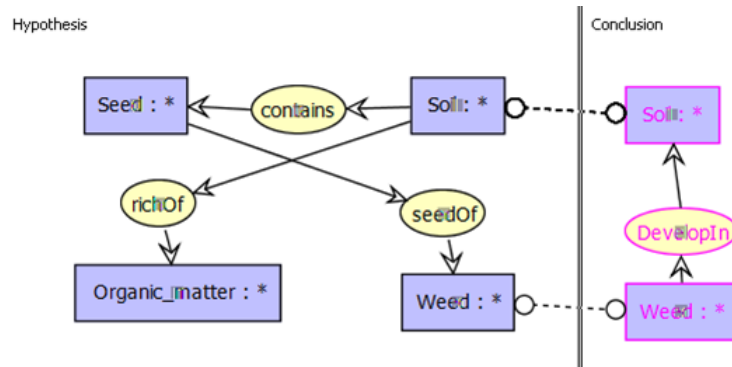 Hypothesis
Conclusion
Seed : *
contains
Soil: *
Soil: *
richOf
seedOf
DevelopIn
Organic_matter : *
Weed : *
Weed : *